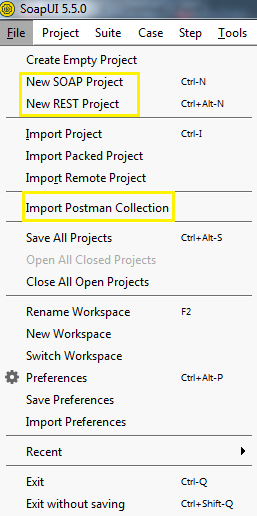 SoapUI 5.5.0
File Project Suite Case Step Tools
Create Empty Project
New SOAP Project Ctrl-N
New REST Project Ctrl+Alt-N
Import Project Ctrl-I
Import Packed Project
Import Remote Project
Import Postman Collection
Save All Projects Ctrl+Alt-S
Open All Closed Projects
Close All Open Projects
Rename Workspace F2
New Workspace
Switch Workspace
Preferences Ctrl+Alt-P
Save Preferences
Import Preferences
Recent
Exit Ctrl-Q
Exit without saving Ctrl+Shift-Q